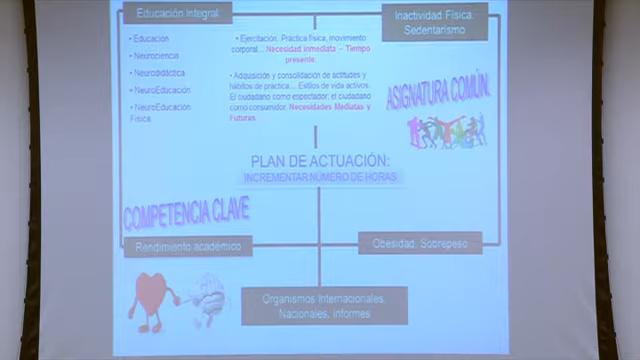 Educación Integral
Inactividad Física.
Sedentarismo
• Educación
• Neurociencia
• Neurodidáctica
• NeuroEducación
• NeuroEducación
Física.
• Ejercitación. Práctica física, movimiento
corporal... Necesidad inmediata – Tiempo
presente.
• Adquisición y consolidación de actitudes y
hábitos de práctica... Estilos de vida activos.
El ciudadano como espectador, el ciudadano
como consumidor. Necesidades Mediatas y
Futuras.
ASIGNATURA COMÚN.
PLAN DE ACTUACIÓN:
INCREMENTAR NÚMERO DE HORAS
COMPETENCIA CLAVE
Rendimiento académico
Obesidad. Sobrepeso
Organismos Internacionales,
Nacionales, informes